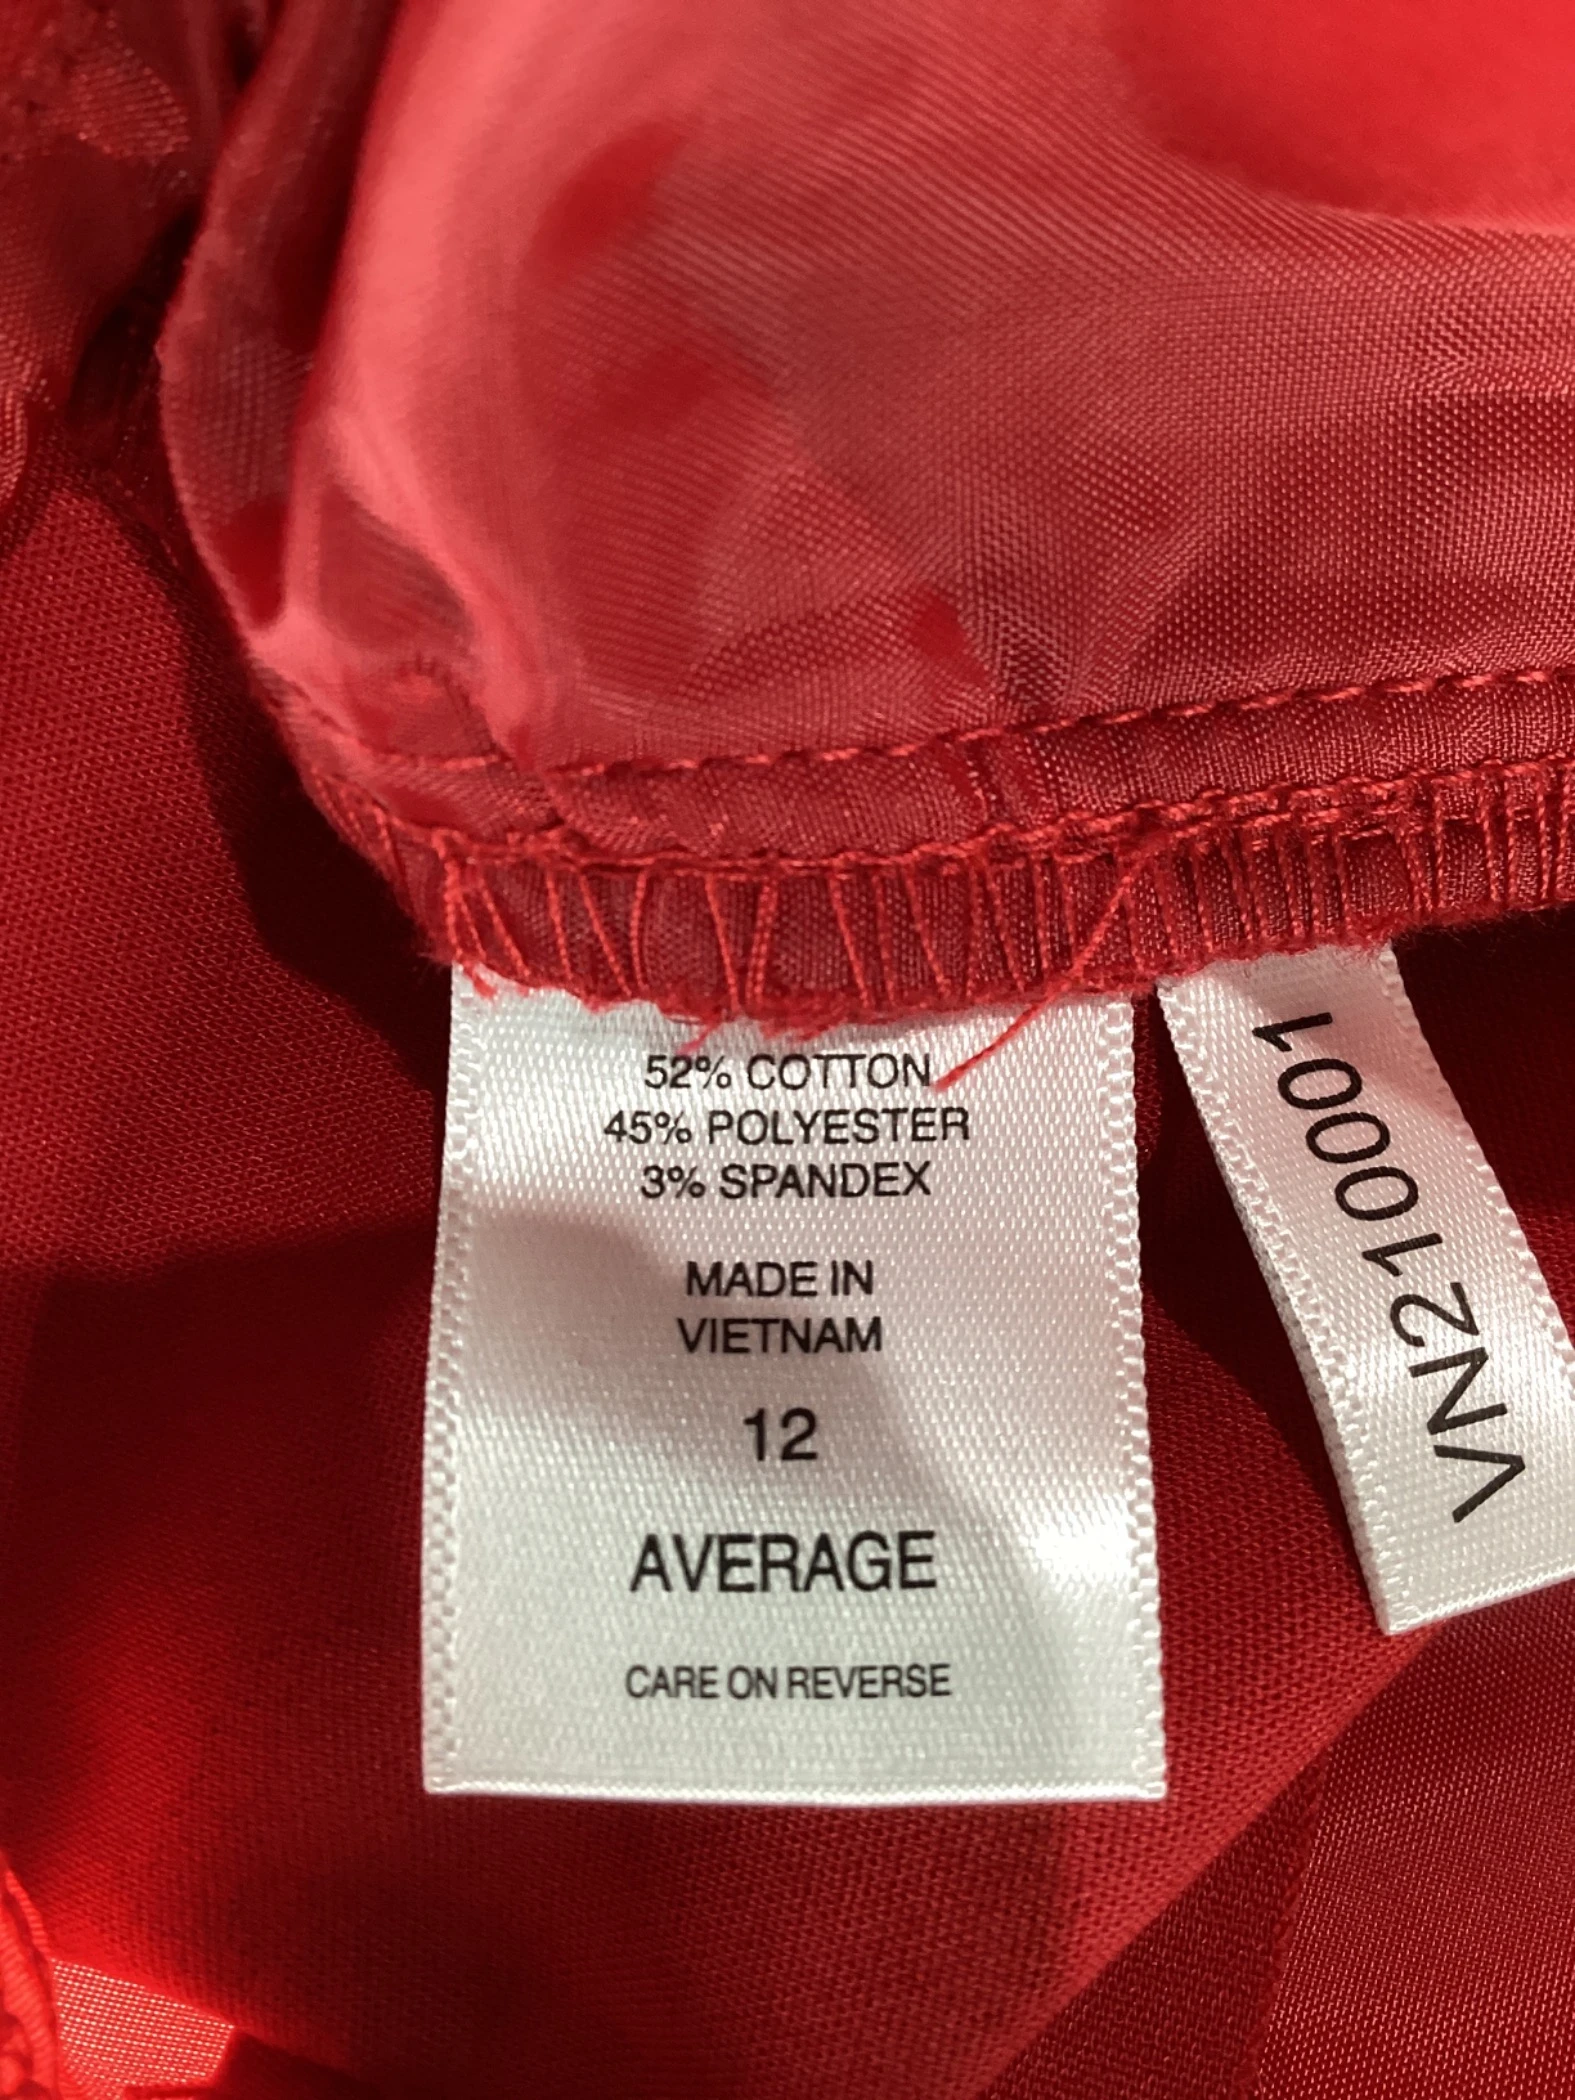 52% COTTON
45% POLYESTER
3% SPANDEX
MADE IN
VIETNAM
12
AVERAGE
CARE ON REVERSE
VN210001